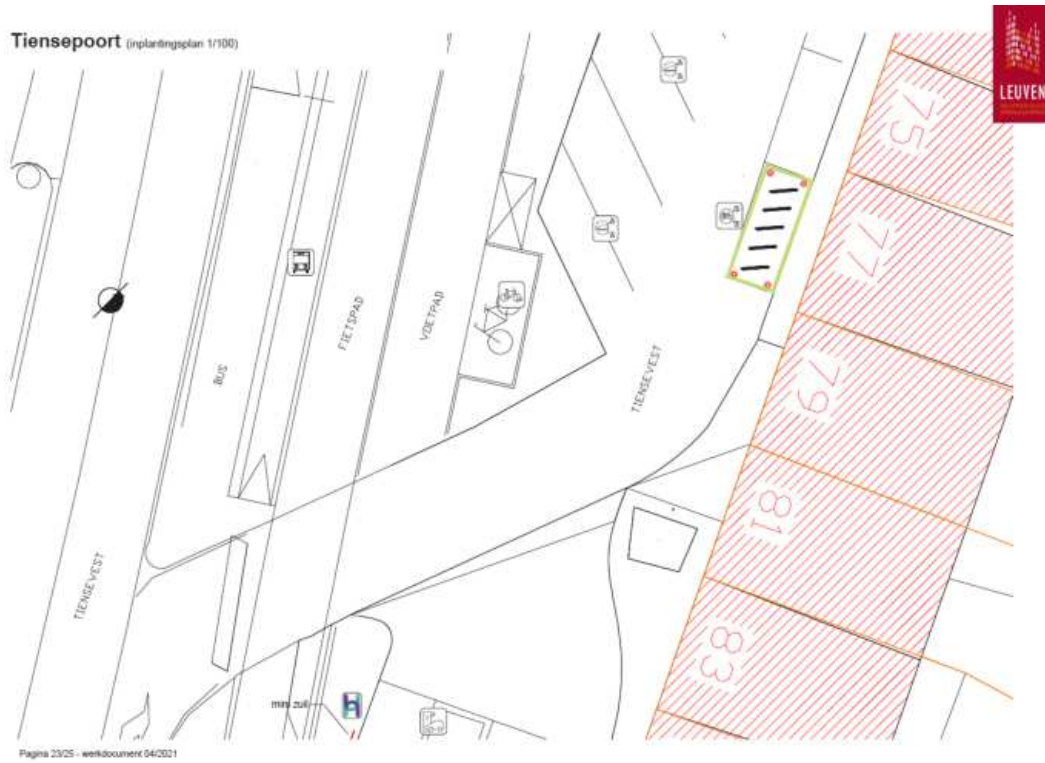 Tiensepoort (inplantingsplan 1/100)
LEUVEN
75
77
79
81
83
BUS
FIETSPAD
VOETPAD
TIENSEVEST
TIENSEVEST
mini zuil
h
Pagina 23/25 - werkdocument 04/2021